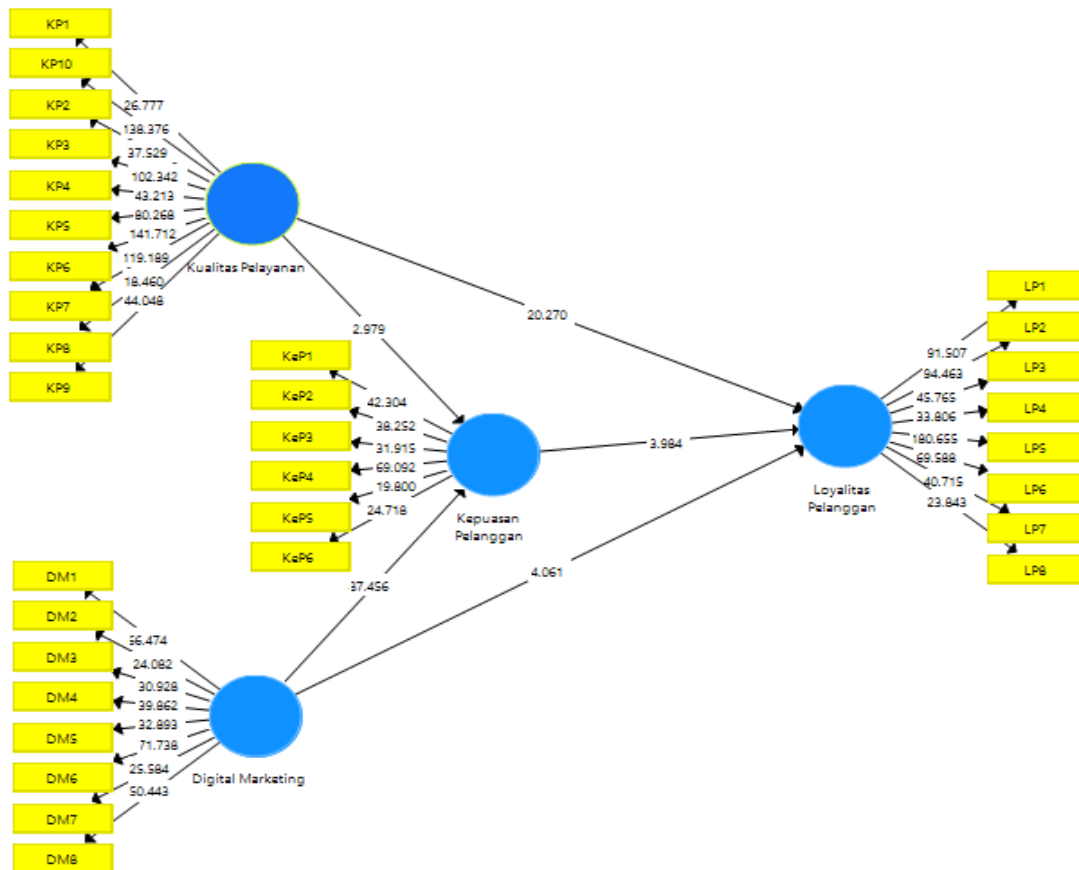 KP1
KP10
KP2
KP3
KP4
KP5
KP6
KP7
KP8
KP9
26.777
138.376
37.529
102.342
43.213
80.268
141.712
119.189
18.460
44.048
Kualitas Pelayanan
2.979
20.270
KeP1
KeP2
KeP3
KeP4
KeP5
KeP6
42.304
38.252
31.915
69.092
19.800
24.718
Kepuasan
Pelanggan
3.984
LP1
LP2
LP3
LP4
LP5
LP6
LP7
LP8
91.507
94.463
45.765
33.806
180.655
69.588
40.715
23.843
Loyalitas
Pelanggan
4.061
DM1
DM2
DM3
DM4
DM5
DM6
DM7
DM8
24.082
30.928
39.862
32.893
71.738
25.584
50.443
Digital Marketing